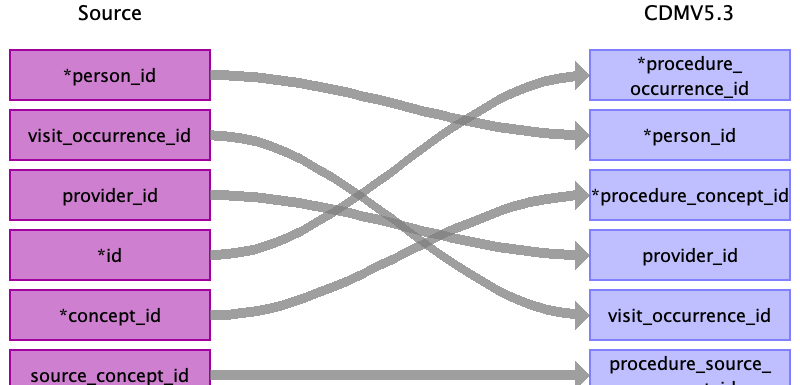 Source
CDMV5.3
*person_id
*procedure_
occurrence_id
visit_occurrence_id
*person_id
provider_id
*procedure_concept_id
*id
provider_id
*concept_id
visit_occurrence_id
source_concept_id
procedure_source_